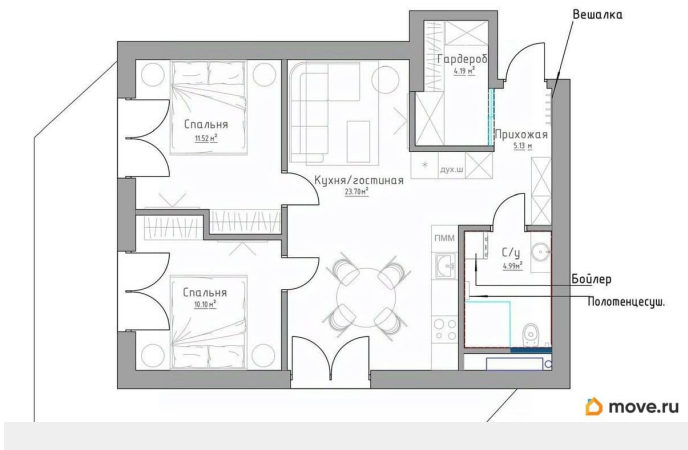 Вешалка
Гардероб
4.19 м²
Прихожая
5.13 м
Спальня
11.52 м²
Кухня/гостиная
23.70м²
*
дух.ш
ПММ
С/у
4.99м²
Бойлер
Полотенцесуш.
Спальня
10.10 м²
move.ru